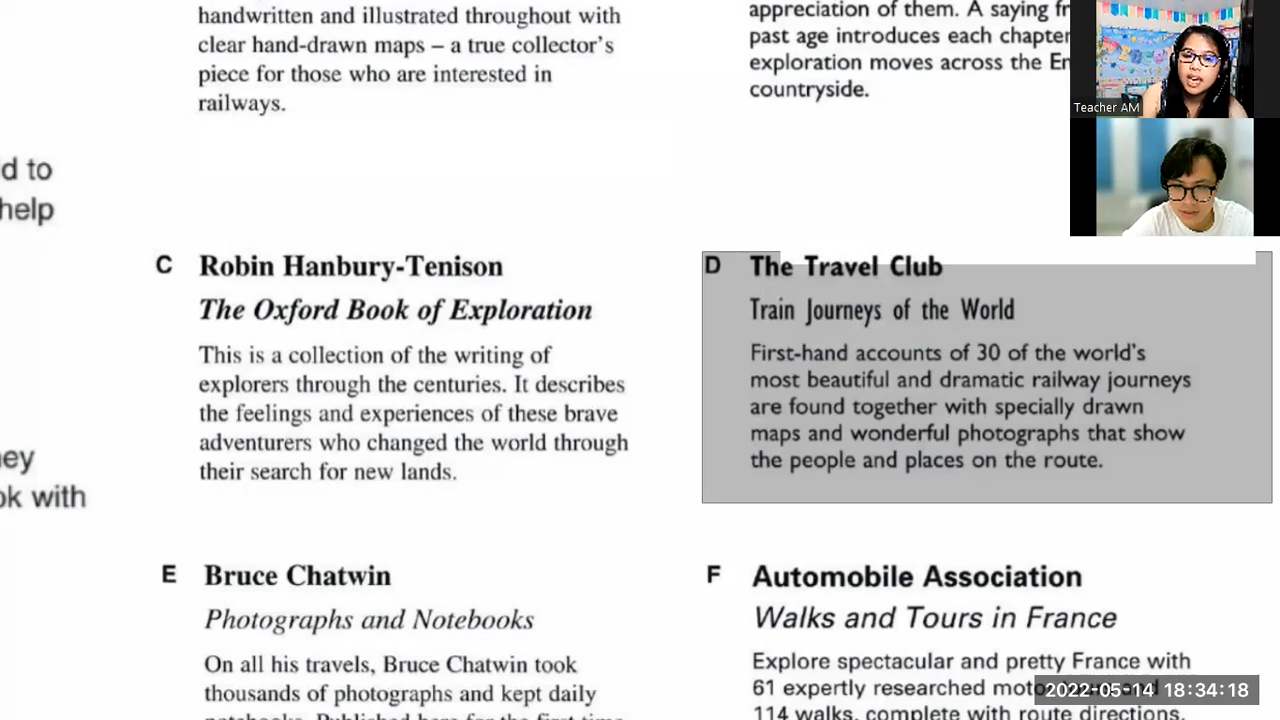 handwritten and illustrated throughout with
clear hand-drawn maps – a true collector's
piece for those who are interested in
railways.
appreciation of them. A saying
past age introduces each chapter
exploration moves across the
countryside.
Teacher AM
d to
help
ey
ok with
C Robin Hanbury-Tenison
The Oxford Book of Exploration
This is a collection of the writing of
explorers through the centuries. It describes
the feelings and experiences of these brave
adventurers who changed the world through
their search for new lands.
D The Travel Club
Train Journeys of the World
First-hand accounts of 30 of the world's
most beautiful and dramatic railway journeys
are found together with specially drawn
maps and wonderful photographs that show
the people and places on the route.
E Bruce Chatwin
Photographs and Notebooks
On all his travels, Bruce Chatwin took
thousands of photographs and kept daily
notebooks. Published here for the first time
F Automobile Association
Walks and Tours in France
Explore spectacular and pretty France with
61 expertly researched
114 walks, complete with route directions,
2022-05-14 18:34:18